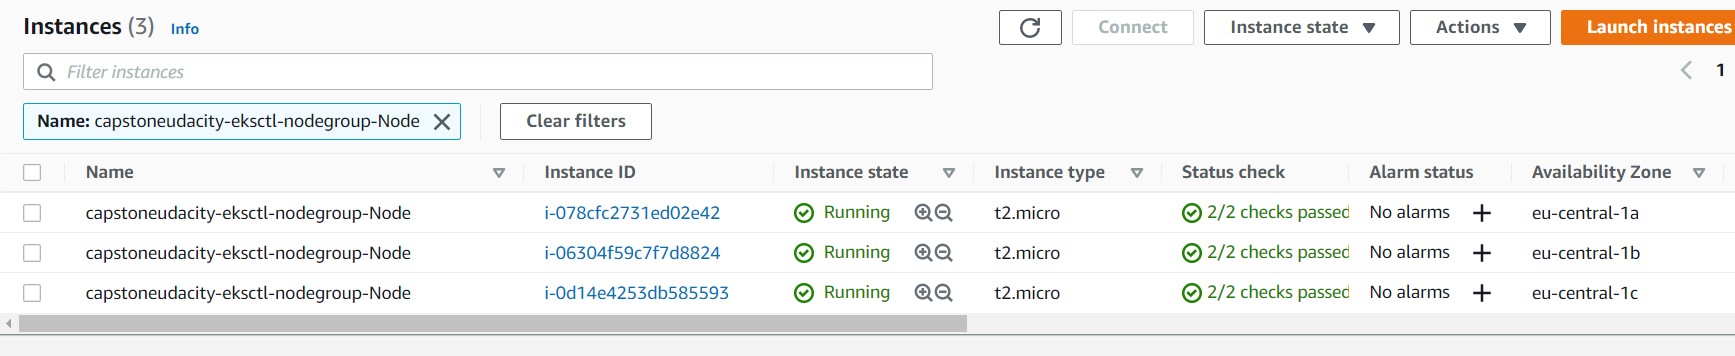 Instances (3) Info Connect Instance state Actions Launch instances
Filter instances 1
Name: capstoneudacity-eksctl-nodegroup-Node Clear filters
Name Instance ID Instance state Instance type Status check Alarm status Availability Zone
capstoneudacity-eksctl-nodegroup-Node i-078cfc2731ed02e42 Running t2.micro 2/2 checks passed No alarms + eu-central-1a
capstoneudacity-eksctl-nodegroup-Node i-06304f59c7f7d8824 Running t2.micro 2/2 checks passed No alarms + eu-central-1b
capstoneudacity-eksctl-nodegroup-Node i-0d14e4253db585593 Running t2.micro 2/2 checks passed No alarms + eu-central-1c